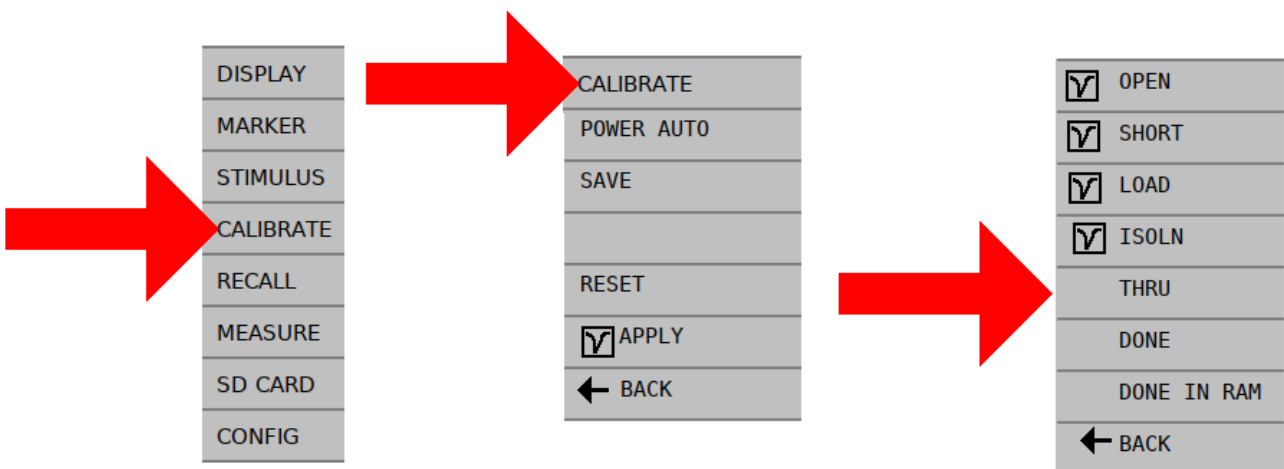 DISPLAY
MARKER
STIMULUS
CALIBRATE
RECALL
MEASURE
SD CARD
CONFIG
CALIBRATE
POWER AUTO
SAVE
RESET
APPLY
BACK
OPEN
SHORT
LOAD
ISOLN
THRU
DONE
DONE IN RAM
BACK